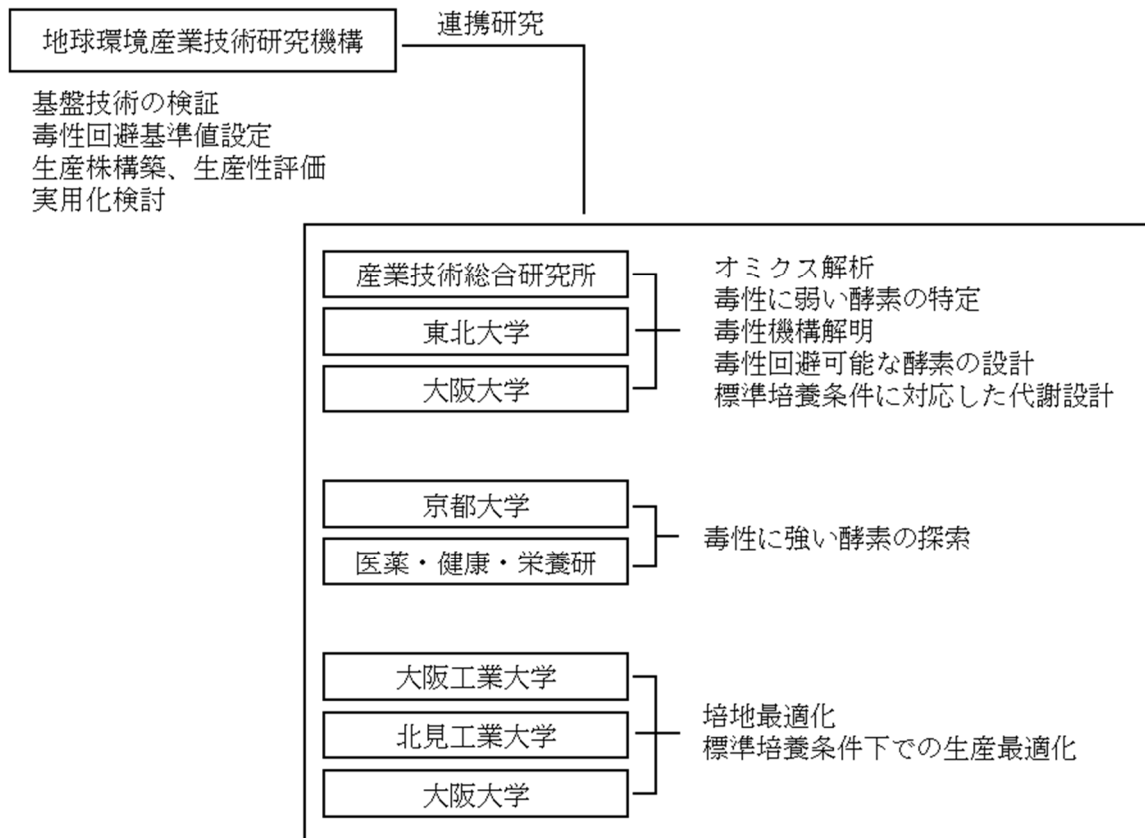 地球環境産業技術研究機構
連携研究
基盤技術の検証
毒性回避基準値設定
生産株構築、生産性評価
実用化検討
産業技術総合研究所
東北大学
大阪大学
オミクス解析
毒性に弱い酵素の特定
毒性機構解明
毒性回避可能な酵素の設計
標準培養条件に対応した代謝設計
京都大学
医薬・健康・栄養研
毒性に強い酵素の探索
大阪工業大学
北見工業大学
大阪大学
培地最適化
標準培養条件下での生産最適化